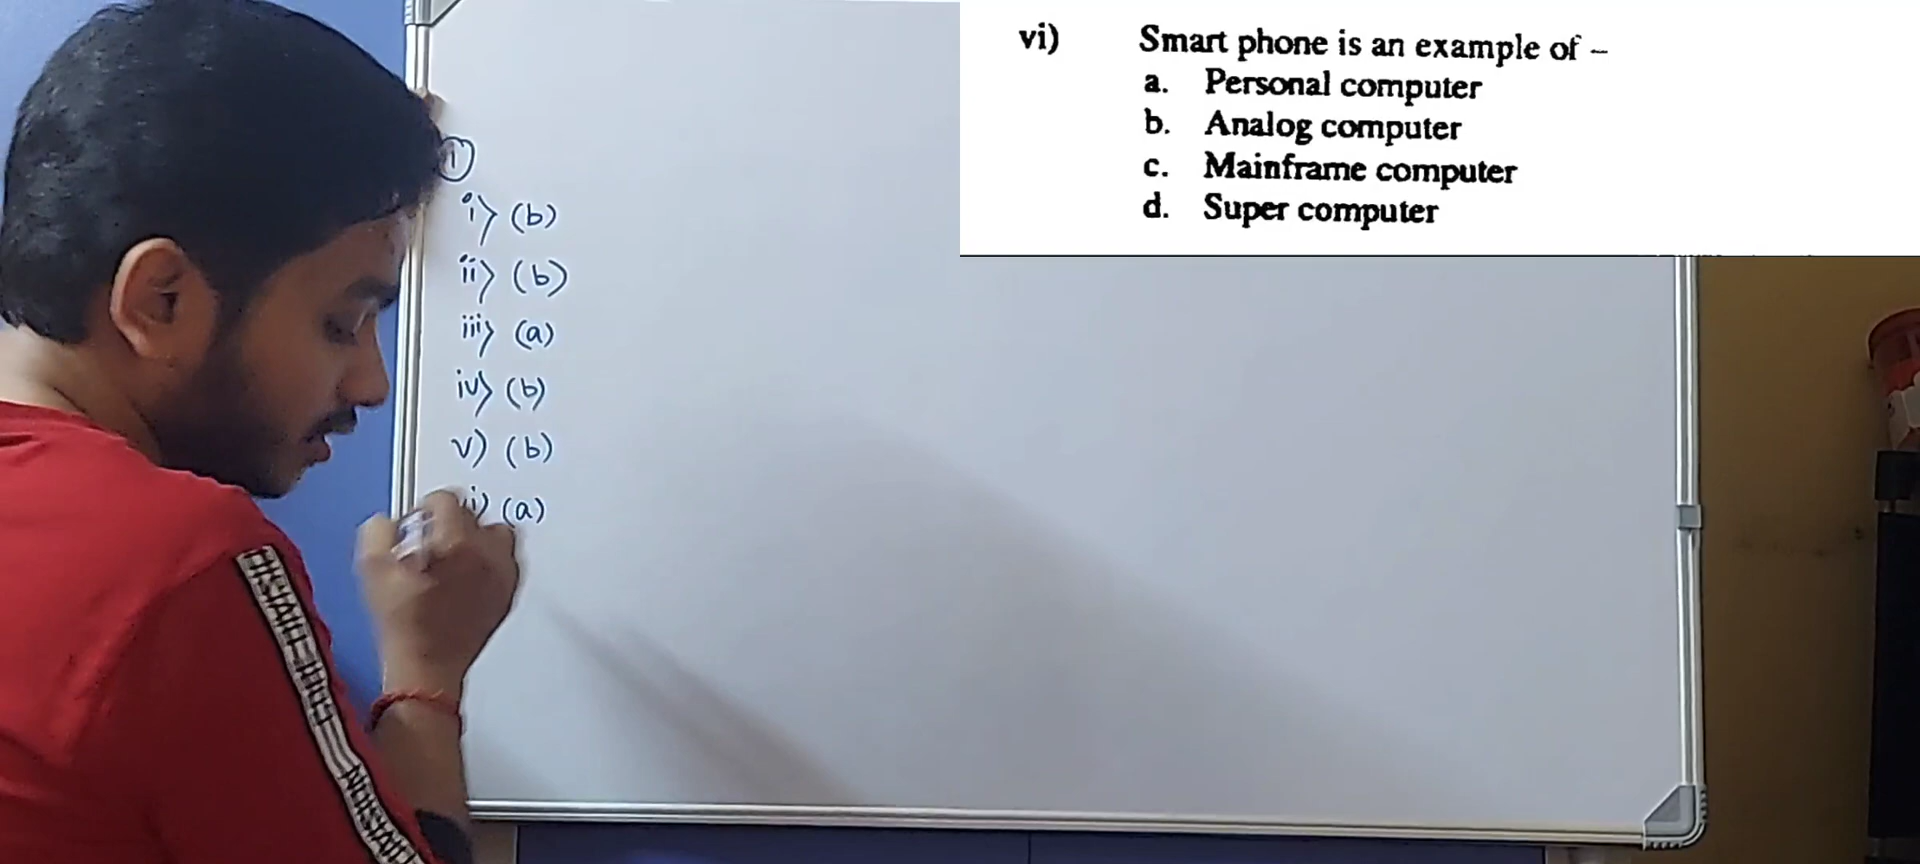 vi) Smart phone is an example of –
a. Personal computer
b. Analog computer
c. Mainframe computer
d. Super computer
1
i) (b)
ii) (b)
iii) (a)
iv) (b)
v) (b)
(a)